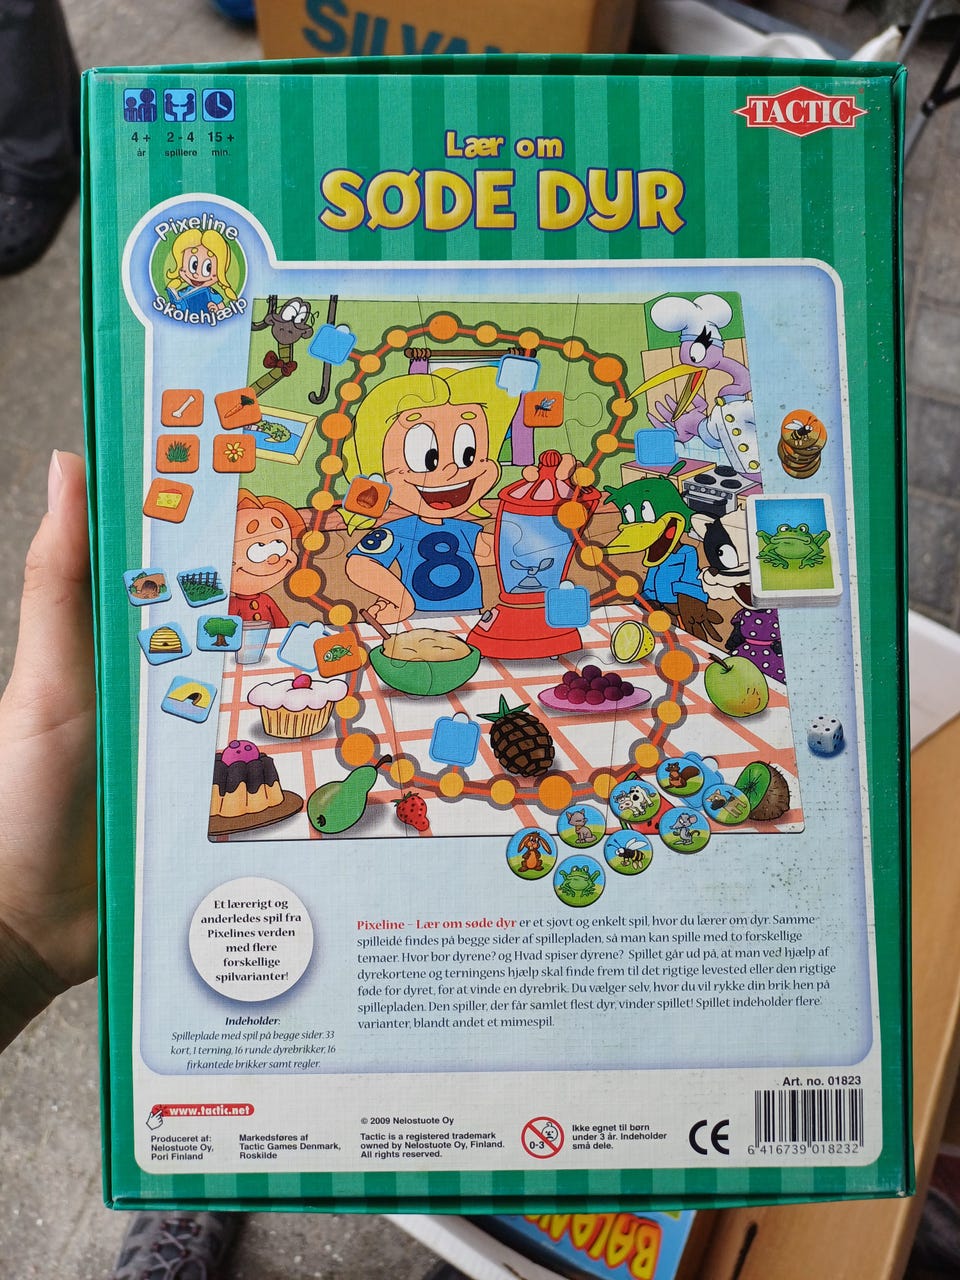 SILVAN
4 +
år
2 - 4
spillere
15 +
min.
TACTIC
Lær om
SØDE DYR
Pixeline
Skolehjælp
8
8
Et lærerigt og
anderledes spil fra
Pixelines verden
med flere
forskellige
spilvarianter!
Indeholder:
Spilleplade med spil på begge sider, 33
kort, 1 terning, 16 runde dyrebrikker, 16
firkantede brikker samt regler.
Pixeline – Lær om søde dyr er et sjovt og enkelt spil, hvor du lærer om dyr. Samme
spilleidé findes på begge sider af spillepladen, så man kan spille med to forskellige
temaer. Hvor bor dyrene? og Hvad spiser dyrene? Spillet går ud på, at man ved hjælp af
dyrekortene og terningens hjælp skal finde frem til det rigtige levested eller den rigtige
føde for dyret, for at vinde en dyrebrik. Du vælger selv, hvor du vil rykke din brik hen på
spillepladen. Den spiller, der får samlet flest dyr, vinder spillet! Spillet indeholder flere
varianter, blandt andet et mimespil.
Art. no. 01823
www.tactic.net
Produceret af:
Nelostuote Oy,
Pori Finland
Markedsføres af
Tactic Games Denmark,
Roskilde
© 2009 Nelostuote Oy
Tactic is a registered trademark
owned by Nelostuote Oy, Finland.
All rights reserved.
0-3
Ikke egnet til børn
under 3 år. Indeholder
små dele.
CE
6 416739 018232
BALAN